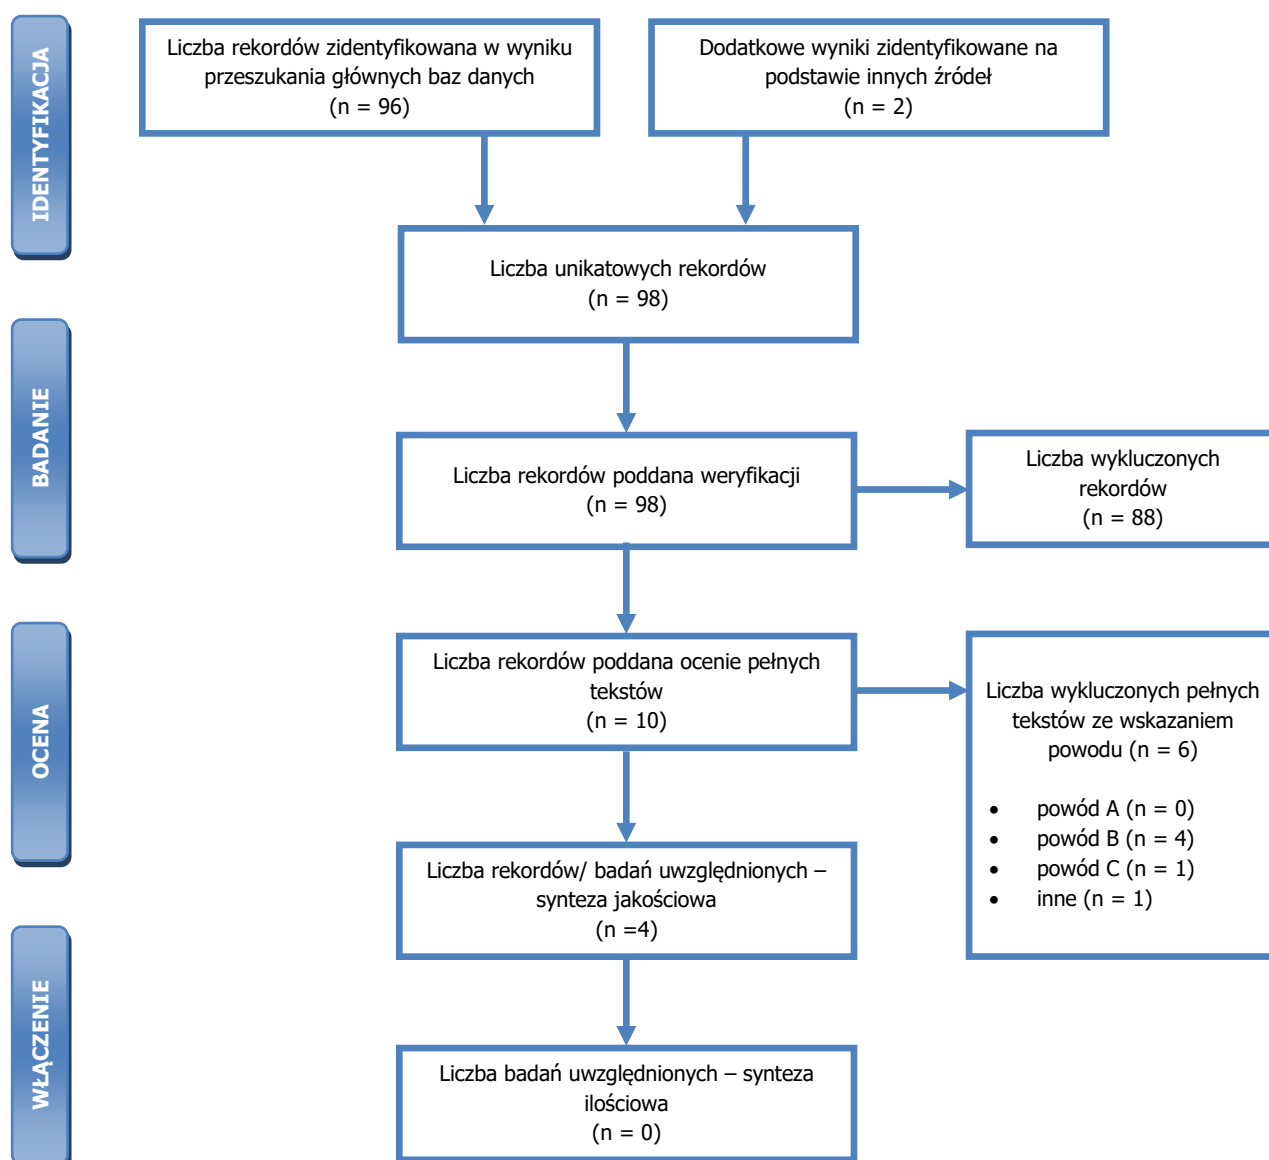 IDENTYFIKACJA
Liczba rekordów zidentyfikowana w wyniku
przeszukania głównych baz danych
(n = 96)
Dodatkowe wyniki zidentyfikowane na
podstawie innych źródeł
(n = 2)
Liczba unikatowych rekordów
(n = 98)
BADANIE
Liczba rekordów poddana weryfikacji
(n = 98)
Liczba wykluczonych
rekordów
(n = 88)
OCENA
Liczba rekordów poddana ocenie pełnych
tekstów
(n = 10)
Liczba wykluczonych pełnych
tekstów ze wskazaniem
powodu (n = 6)
• powód A (n = 0)
• powód B (n = 4)
• powód C (n = 1)
• inne (n = 1)
Liczba rekordów/ badań uwzględnionych –
synteza jakościowa
(n =4)
WŁĄCZENIE
Liczba badań uwzględnionych – synteza
ilościowa
(n = 0)